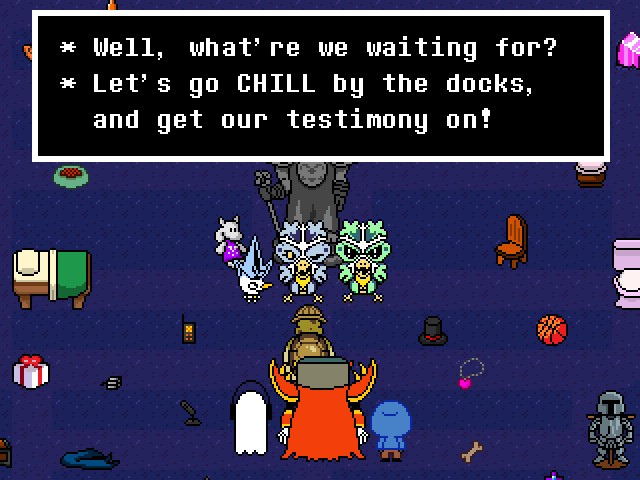 * Well, what're we waiting for?
* Let's go CHILL by the docks,
and get our testimony on!